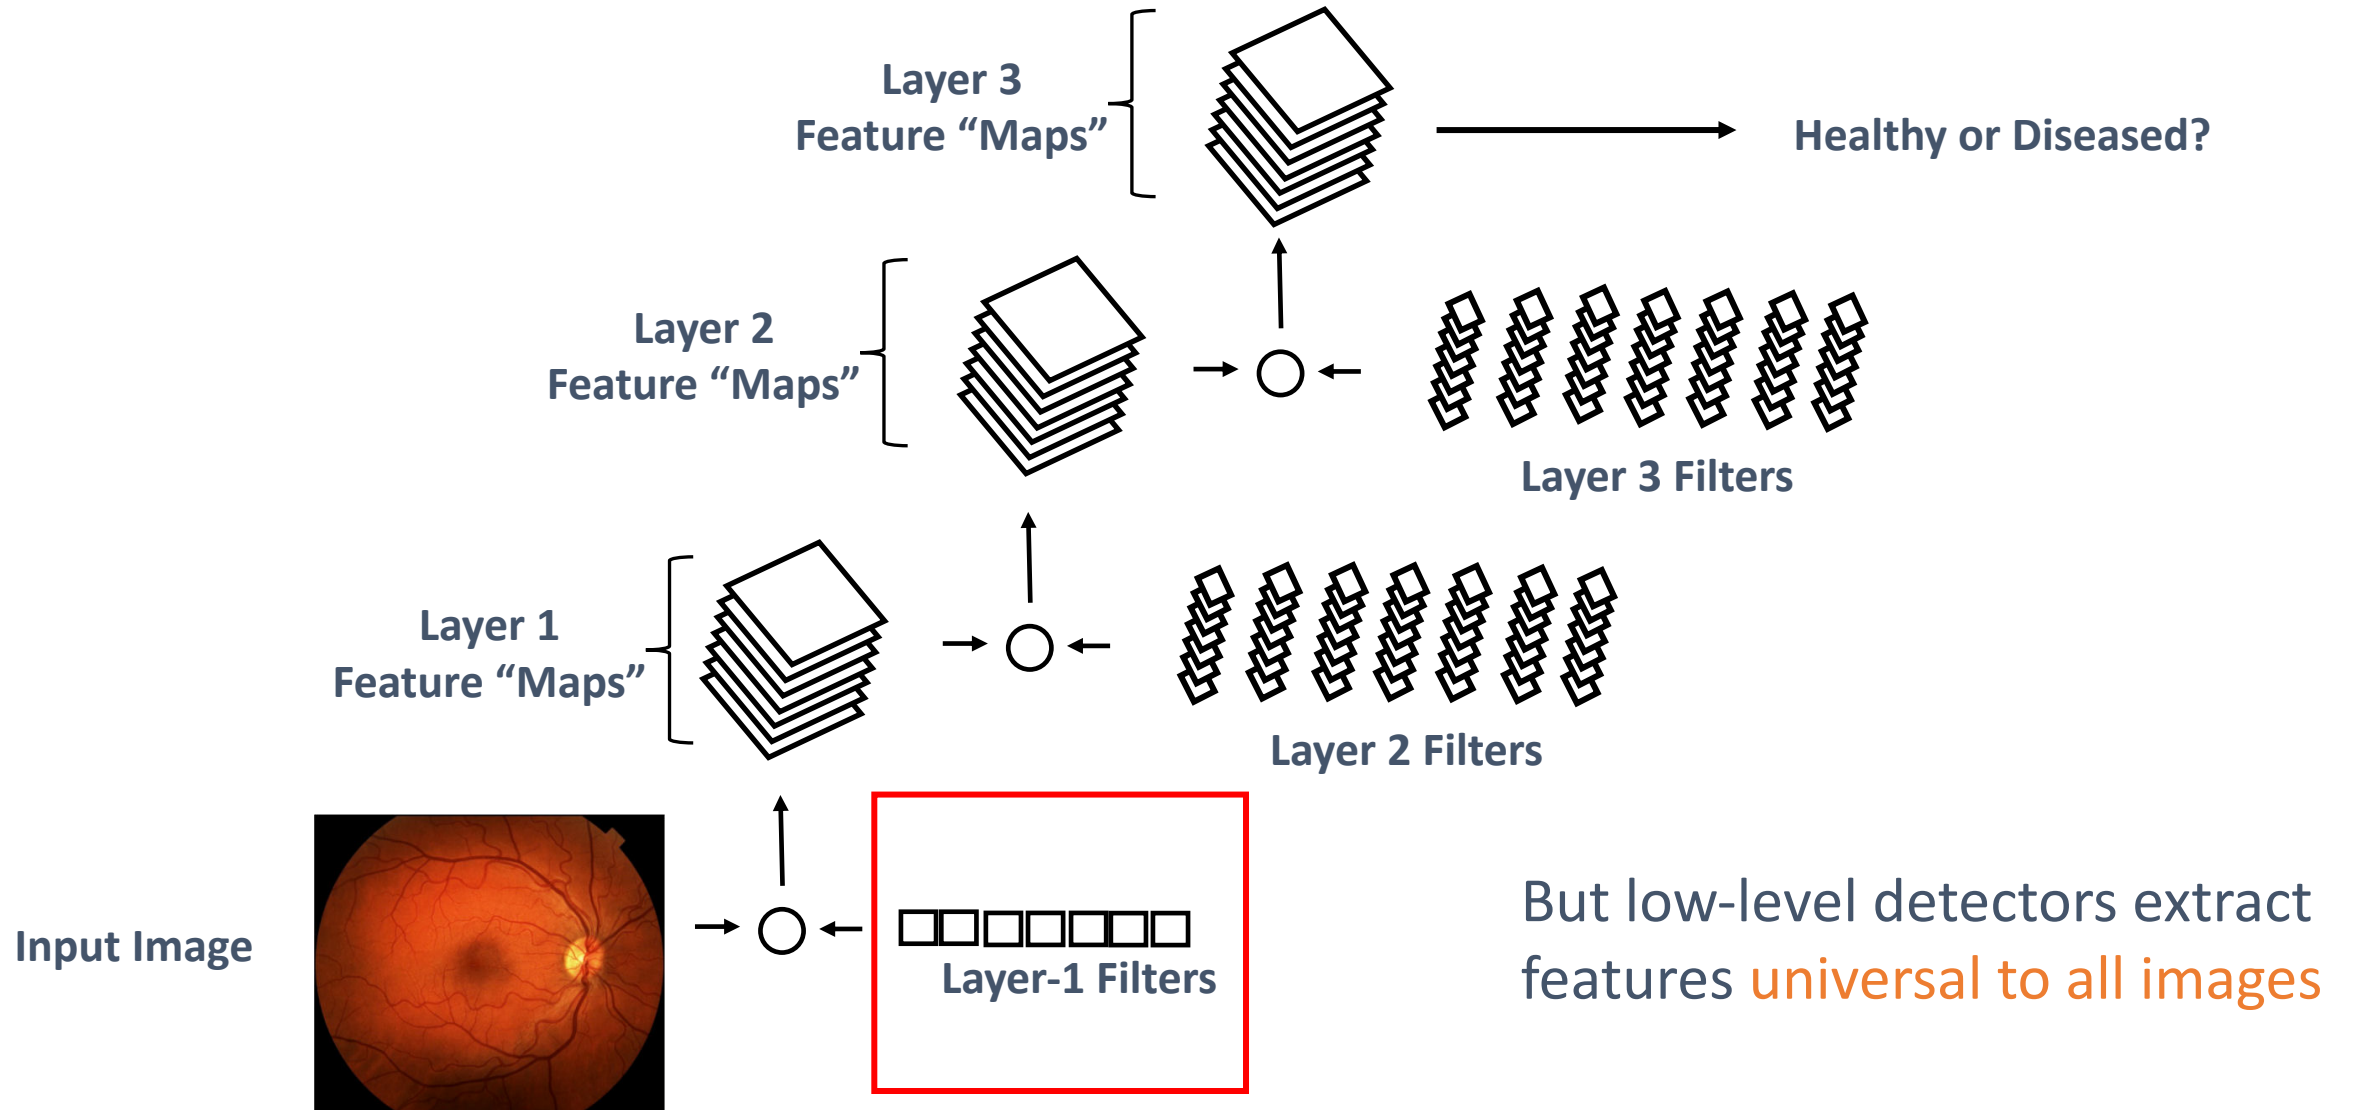 Layer 3
Feature “Maps”
Healthy or Diseased?
Layer 2
Feature “Maps”
Layer 3 Filters
Layer 1
Feature “Maps”
Layer 2 Filters
Input Image
Layer-1 Filters
But low-level detectors extract
features universal to all images